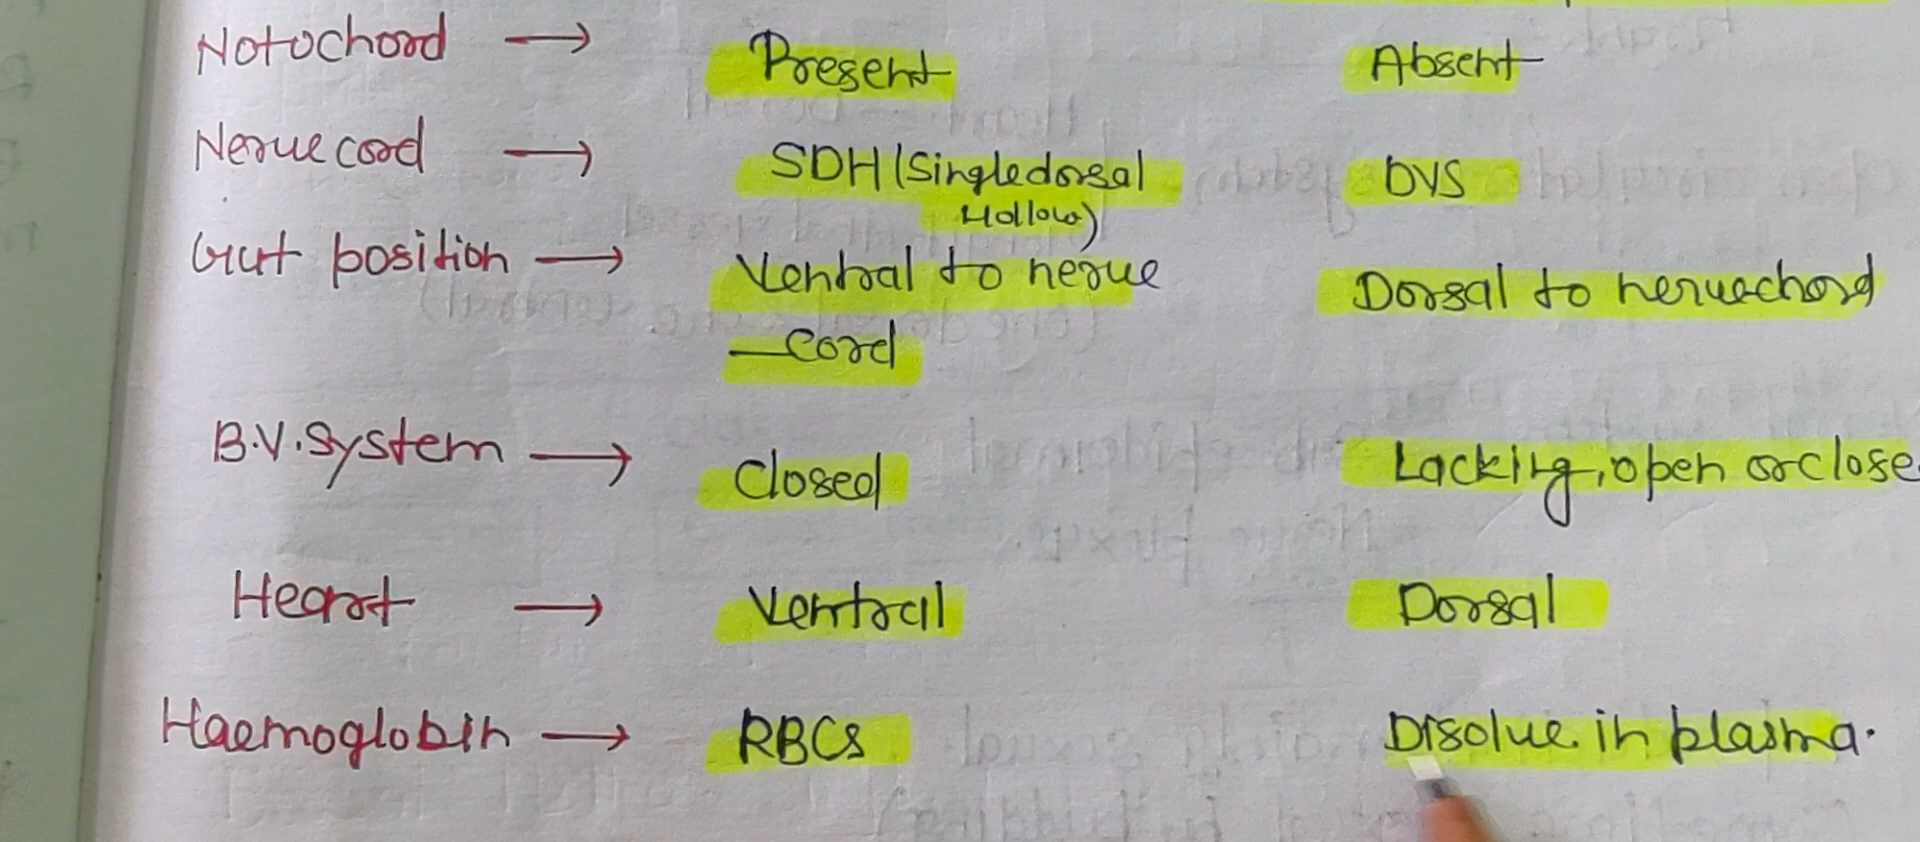 Notochord → Present Absent
Nerve cord → SDH (Single dorsal Hollow) DVS
Gut position → Ventral to nerve Dorsal to nervechord
—Cord
B.V. System → Closed Lacking, open or close
Heart → Ventral Dorsal
Haemoglobin → RBCs Disolve in plasma.